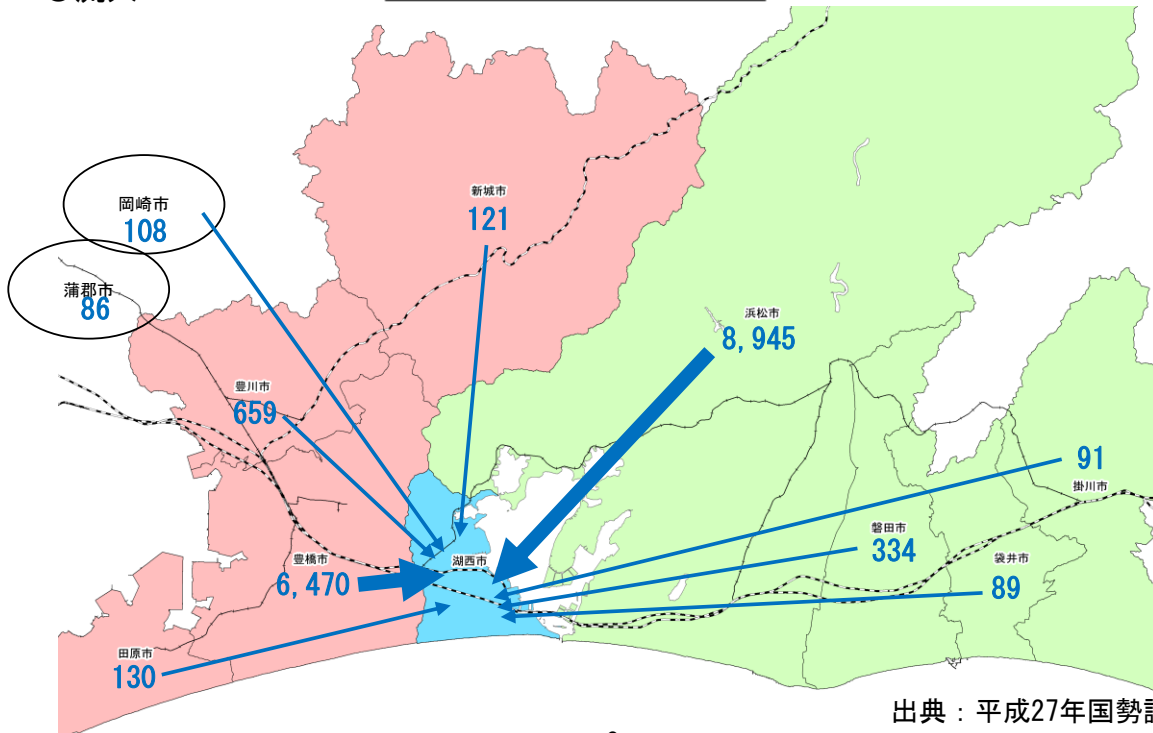 岡崎市
108
蒲郡市
86
新城市
121
浜松市
8,945
豊川市
659
91
掛川市
磐田市
334
袋井市
89
豊橋市
6,470
湖西市
田原市
130
出典：平成27年国勢